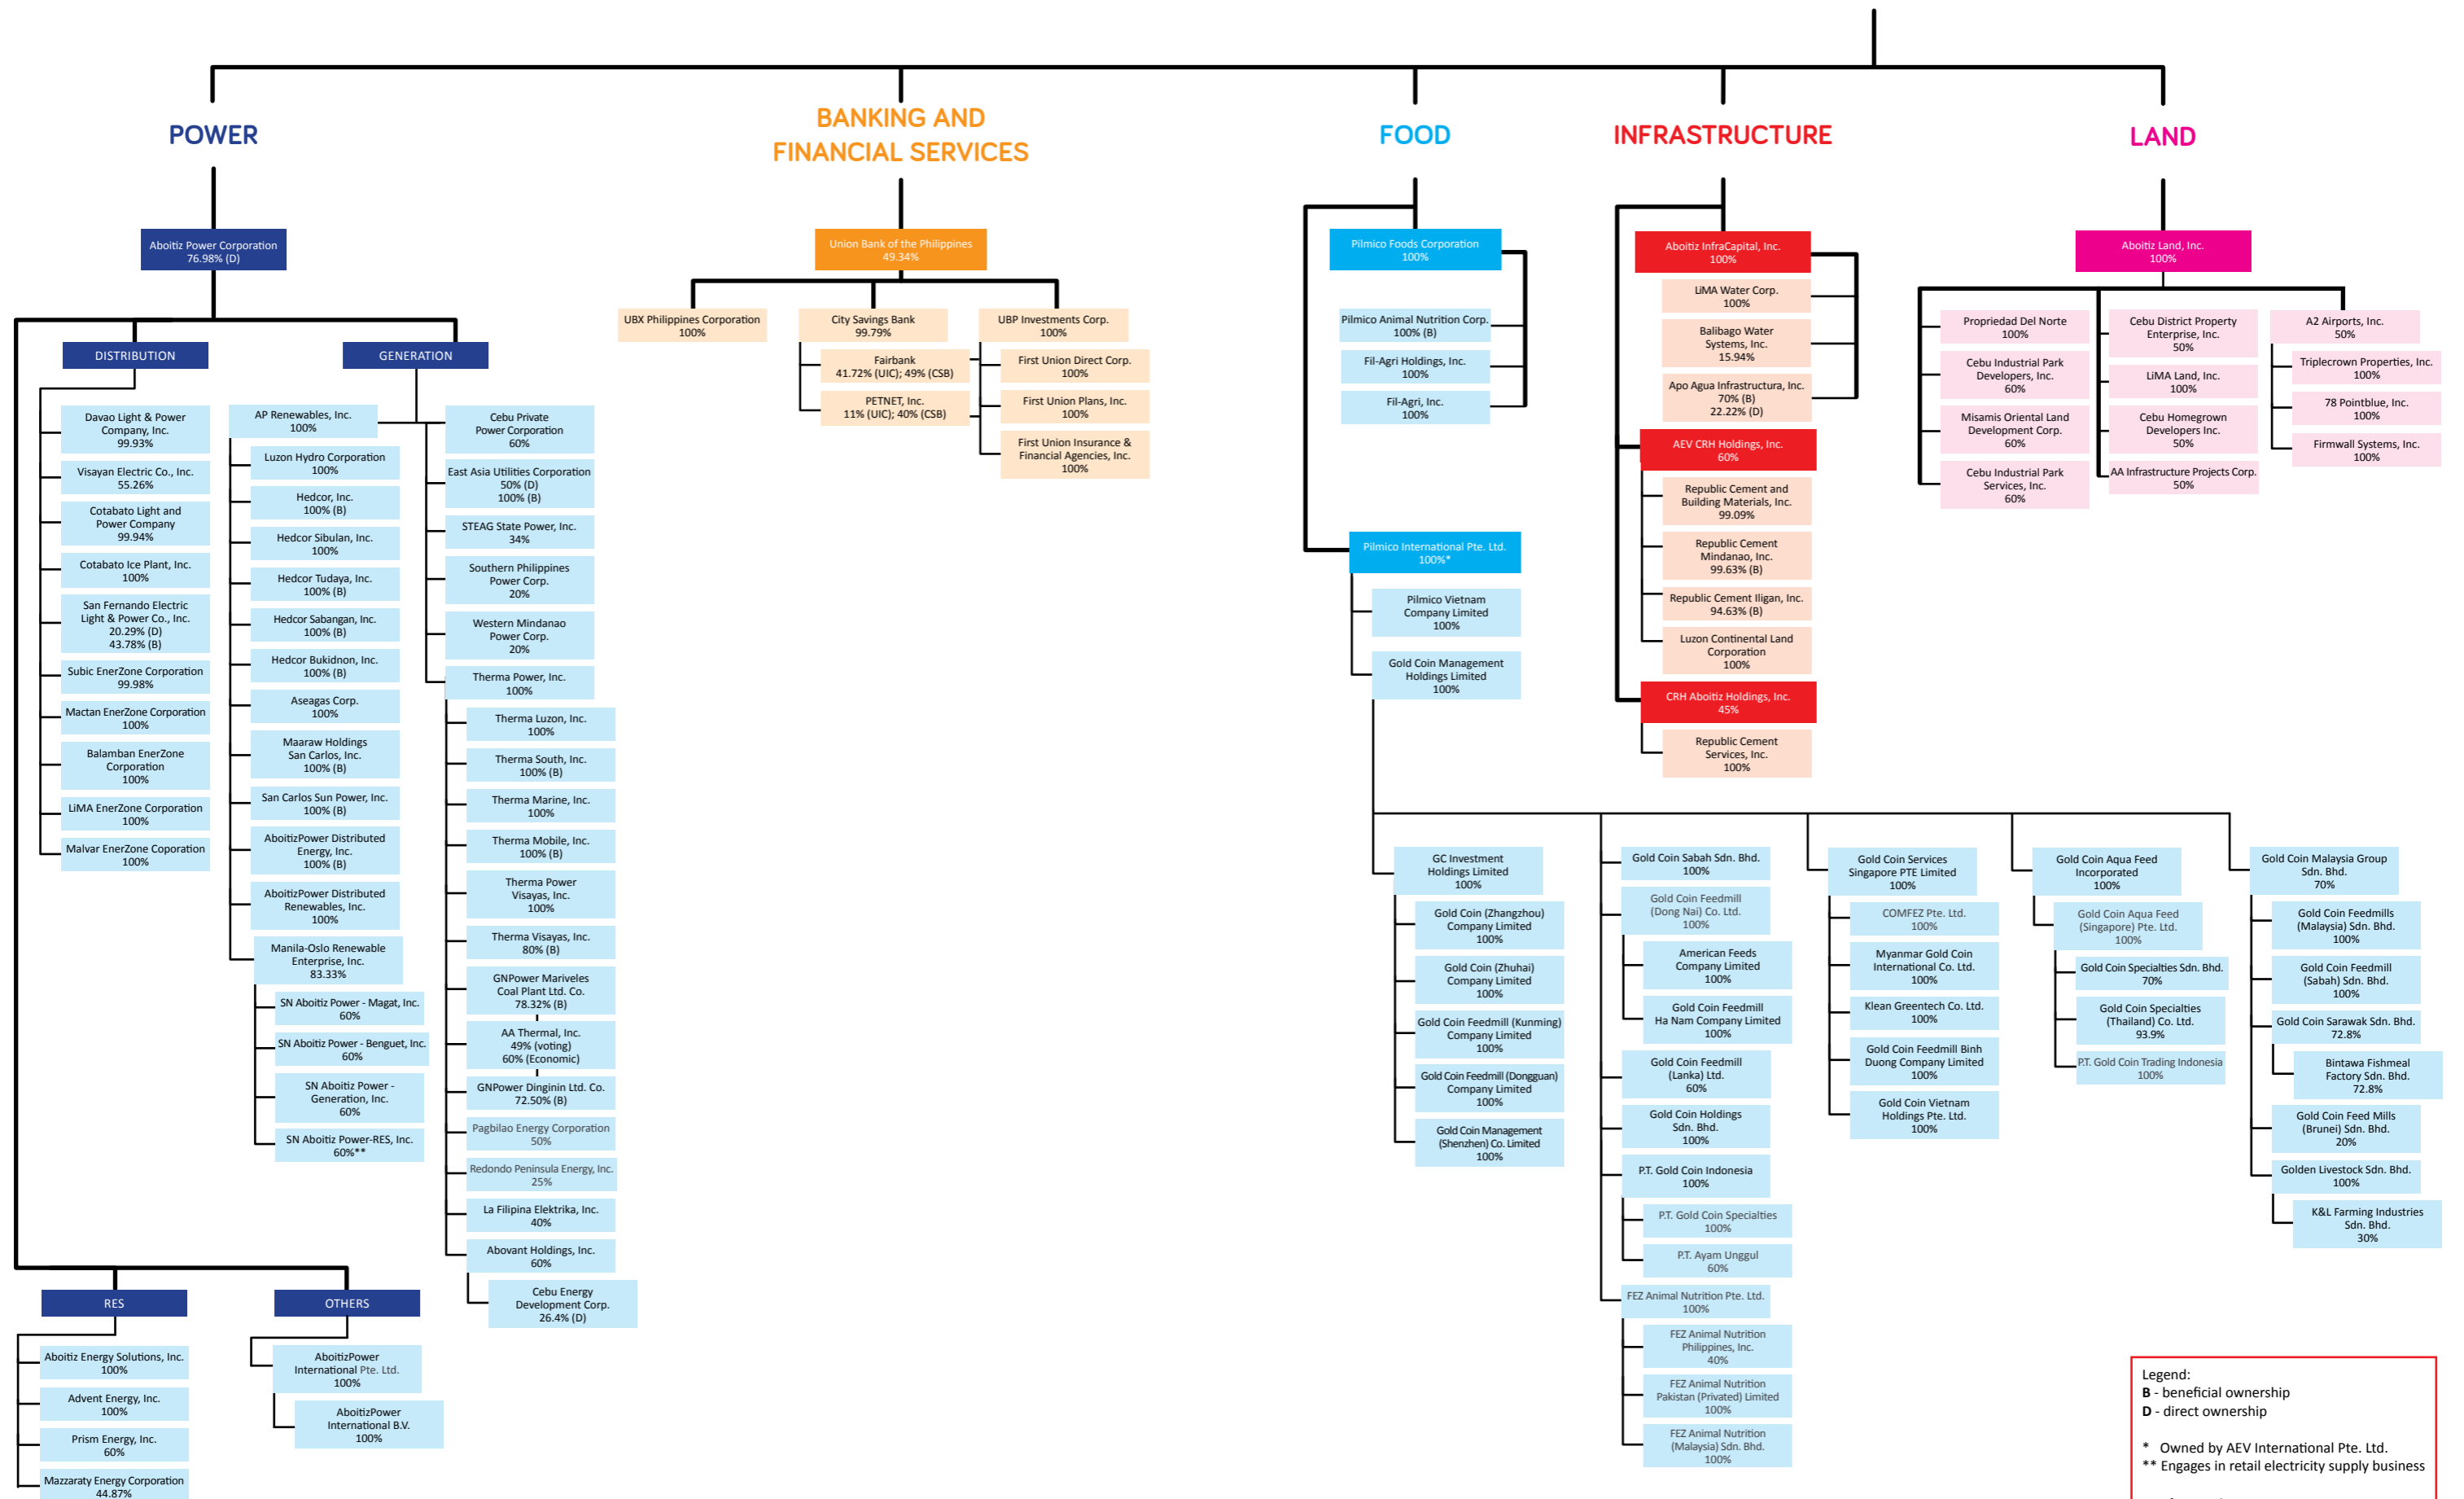 POWER
BANKING AND
FINANCIAL SERVICES
FOOD
INFRASTRUCTURE
LAND
Aboitiz Power Corporation
76.98% (D)
DISTRIBUTION
Davao Light & Power
Company, Inc.
99.93%
Visayan Electric Co., Inc.
55.26%
Cotabato Light and
Power Company
99.94%
Cotabato Ice Plant, Inc.
100%
San Fernando Electric
Light & Power Co., Inc.
20.29% (D)
43.78% (B)
Subic EnerZone Corporation
99.98%
Mactan EnerZone Corporation
100%
Balamban EnerZone
Corporation
100%
LiMA EnerZone Corporation
100%
Malvar EnerZone Coporation
100%
GENERATION
AP Renewables, Inc.
100%
Luzon Hydro Corporation
100%
Hedcor, Inc.
100% (B)
Hedcor Sibulan, Inc.
100%
Hedcor Tudaya, Inc.
100% (B)
Hedcor Sabangan, Inc.
100% (B)
Hedcor Bukidnon, Inc.
100% (B)
Aseagas Corp.
100%
Maaraw Holdings
San Carlos, Inc.
100% (B)
San Carlos Sun Power, Inc.
100% (B)
AboitizPower Distributed
Energy, Inc.
100% (B)
AboitizPower Distributed
Renewables, Inc.
100%
Manila-Oslo Renewable
Enterprise, Inc.
83.33%
SN Aboitiz Power - Magat, Inc.
60%
SN Aboitiz Power - Benguet, Inc.
60%
SN Aboitiz Power -
Generation, Inc.
60%
SN Aboitiz Power-RES, Inc.
60%**
Cebu Private
Power Corporation
60%
East Asia Utilities Corporation
50% (D)
100% (B)
STEAG State Power, Inc.
34%
Southern Philippines
Power Corp.
20%
Western Mindanao
Power Corp.
20%
Therma Power, Inc.
100%
Therma Luzon, Inc.
100%
Therma South, Inc.
100% (B)
Therma Marine, Inc.
100%
Therma Mobile, Inc.
100% (B)
Therma Power
Visayas, Inc.
100%
Therma Visayas, Inc.
80% (B)
GNPower Mariveles
Coal Plant Ltd. Co.
78.32% (B)
AA Thermal, Inc.
49% (voting)
60% (Economic)
GNPower Dinginin Ltd. Co.
72.50% (B)
Pagbilao Energy Corporation
50%
Redondo Peninsula Energy, Inc.
25%
La Filipina Elektrika, Inc.
40%
Abovant Holdings, Inc.
60%
Cebu Energy
Development Corp.
26.4% (D)
RES
Aboitiz Energy Solutions, Inc.
100%
Advent Energy, Inc.
100%
Prism Energy, Inc.
60%
Mazzaraty Energy Corporation
44.87%
OTHERS
AboitizPower
International Pte. Ltd.
100%
AboitizPower
International B.V.
100%
Union Bank of the Philippines
49.34%
UBX Philippines Corporation
100%
City Savings Bank
99.79%
Fairbank
41.72% (UIC); 49% (CSB)
PETNET, Inc.
11% (UIC); 40% (CSB)
UBP Investments Corp.
100%
First Union Direct Corp.
100%
First Union Plans, Inc.
100%
First Union Insurance &
Financial Agencies, Inc.
100%
Pilmico Foods Corporation
100%
Pilmico Animal Nutrition Corp.
100% (B)
Fil-Agri Holdings, Inc.
100%
Fil-Agri, Inc.
100%
Pilmico International Pte. Ltd.
100%*
Pilmico Vietnam
Company Limited
100%
Gold Coin Management
Holdings Limited
100%
GC Investment
Holdings Limited
100%
Gold Coin (Zhangzhou)
Company Limited
100%
Gold Coin (Zhuhai)
Company Limited
100%
Gold Coin Feedmill (Kunming)
Company Limited
100%
Gold Coin Feedmill (Dongguan)
Company Limited
100%
Gold Coin Management
(Shenzhen) Co. Limited
100%
Gold Coin Sabah Sdn. Bhd.
100%
Gold Coin Feedmill
(Dong Nai) Co. Ltd.
100%
American Feeds
Company Limited
100%
Gold Coin Feedmill
Ha Nam Company Limited
100%
Gold Coin Feedmill
(Lanka) Ltd.
60%
Gold Coin Holdings
Sdn. Bhd.
100%
P.T. Gold Coin Indonesia
100%
P.T. Gold Coin Specialties
100%
P.T. Ayam Unggul
60%
FEZ Animal Nutrition Pte. Ltd.
100%
FEZ Animal Nutrition
Philippines, Inc.
40%
FEZ Animal Nutrition
Pakistan (Privated) Limited
100%
FEZ Animal Nutrition
(Malaysia) Sdn. Bhd.
100%
Gold Coin Services
Singapore PTE Limited
100%
COMFEZ Pte. Ltd.
100%
Myanmar Gold Coin
International Co. Ltd.
100%
Klean Greentech Co. Ltd.
100%
Gold Coin Feedmill Binh
Duong Company Limited
100%
Gold Coin Vietnam
Holdings Pte. Ltd.
100%
Gold Coin Aqua Feed
Incorporated
100%
Gold Coin Aqua Feed
(Singapore) Pte. Ltd.
100%
Gold Coin Specialties Sdn. Bhd.
70%
Gold Coin Specialties
(Thailand) Co. Ltd.
93.9%
P.T. Gold Coin Trading Indonesia
100%
Gold Coin Malaysia Group
Sdn. Bhd.
70%
Gold Coin Feedmills
(Malaysia) Sdn. Bhd.
100%
Gold Coin Feedmill
(Sabah) Sdn. Bhd.
100%
Gold Coin Sarawak Sdn. Bhd.
72.8%
Bintawa Fishmeal
Factory Sdn. Bhd.
72.8%
Gold Coin Feed Mills
(Brunei) Sdn. Bhd.
20%
Golden Livestock Sdn. Bhd.
100%
K&L Farming Industries
Sdn. Bhd.
30%
Aboitiz InfraCapital, Inc.
100%
LiMA Water Corp.
100%
Balibago Water
Systems, Inc.
15.94%
Apo Agua Infrastructura, Inc.
70% (B)
22.22% (D)
AEV CRH Holdings, Inc.
60%
Republic Cement and
Building Materials, Inc.
99.09%
Republic Cement
Mindanao, Inc.
99.63% (B)
Republic Cement Iligan, Inc.
94.63% (B)
Luzon Continental Land
Corporation
100%
CRH Aboitiz Holdings, Inc.
45%
Republic Cement
Services, Inc.
100%
Aboitiz Land, Inc.
100%
Propriedad Del Norte
100%
Cebu Industrial Park
Developers, Inc.
60%
Misamis Oriental Land
Development Corp.
60%
Cebu Industrial Park
Services, Inc.
60%
Cebu District Property
Enterprise, Inc.
50%
LiMA Land, Inc.
100%
Cebu Homegrown
Developers Inc.
50%
AA Infrastructure Projects Corp.
50%
A2 Airports, Inc.
50%
Triplecrown Properties, Inc.
100%
78 Pointblue, Inc.
100%
Firmwall Systems, Inc.
100%
Legend:
B - beneficial ownership
D - direct ownership
* Owned by AEV International Pte. Ltd.
** Engages in retail electricity supply business